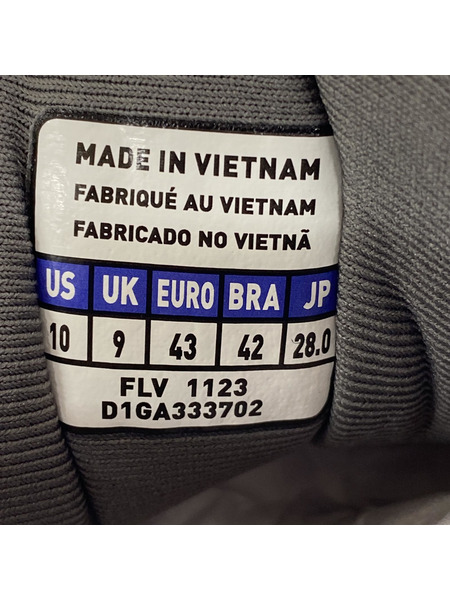 MADE IN VIETNAM
FABRIQUÉ AU VIETNAM
FABRICADO NO VIETNÃ
US UK EURO BRA JP
10 9 43 42 28.0
FLV 1123
D1GA333702